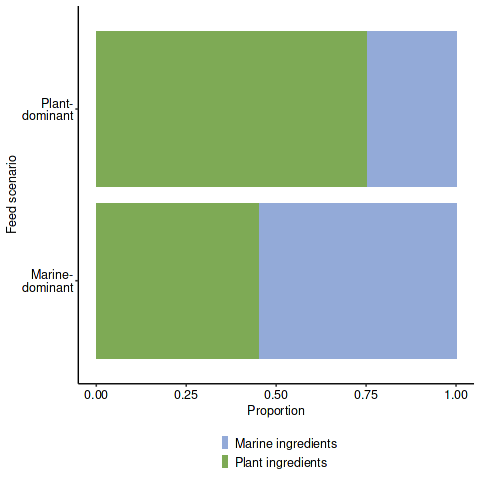 Plant-
dominant
Marine-
dominant
Feed scenario
0.00 0.25 0.50 0.75 1.00
Proportion
Marine ingredients
Plant ingredients